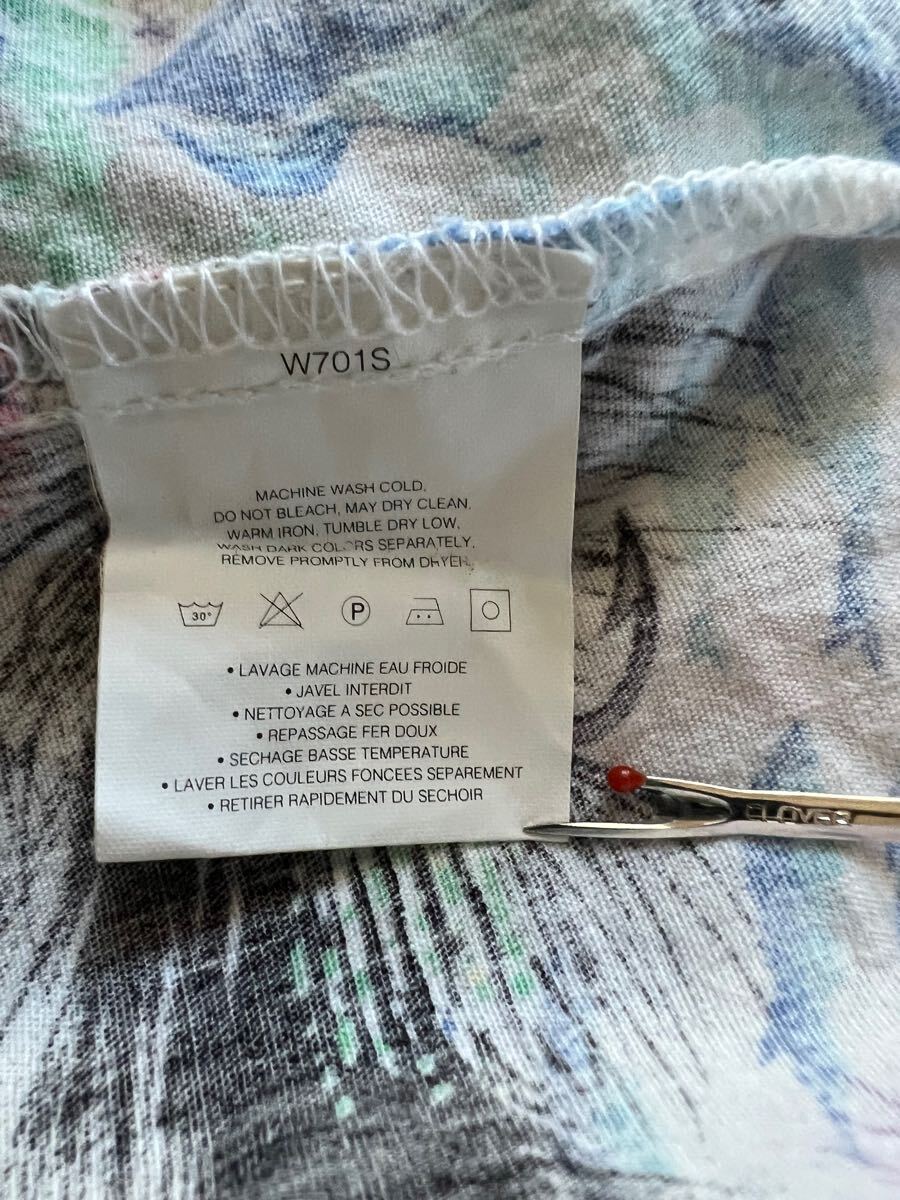 W701S
MACHINE WASH COLD.
DO NOT BLEACH, MAY DRY CLEAN.
WARM IRON, TUMBLE DRY LOW.
WASH DARK COLORS SEPARATELY.
REMOVE PROMPTLY FROM DRYER.
30°
P
• LAVAGE MACHINE EAU FROIDE
• JAVEL INTERDIT
• NETTOYAGE A SEC POSSIBLE
• REPASSAGE FER DOUX
• SECHAGE BASSE TEMPERATURE
• LAVER LES COULEURS FONCEES SEPAREMENT
• RETIRER RAPIDEMENT DU SECHOIR
CLOVER